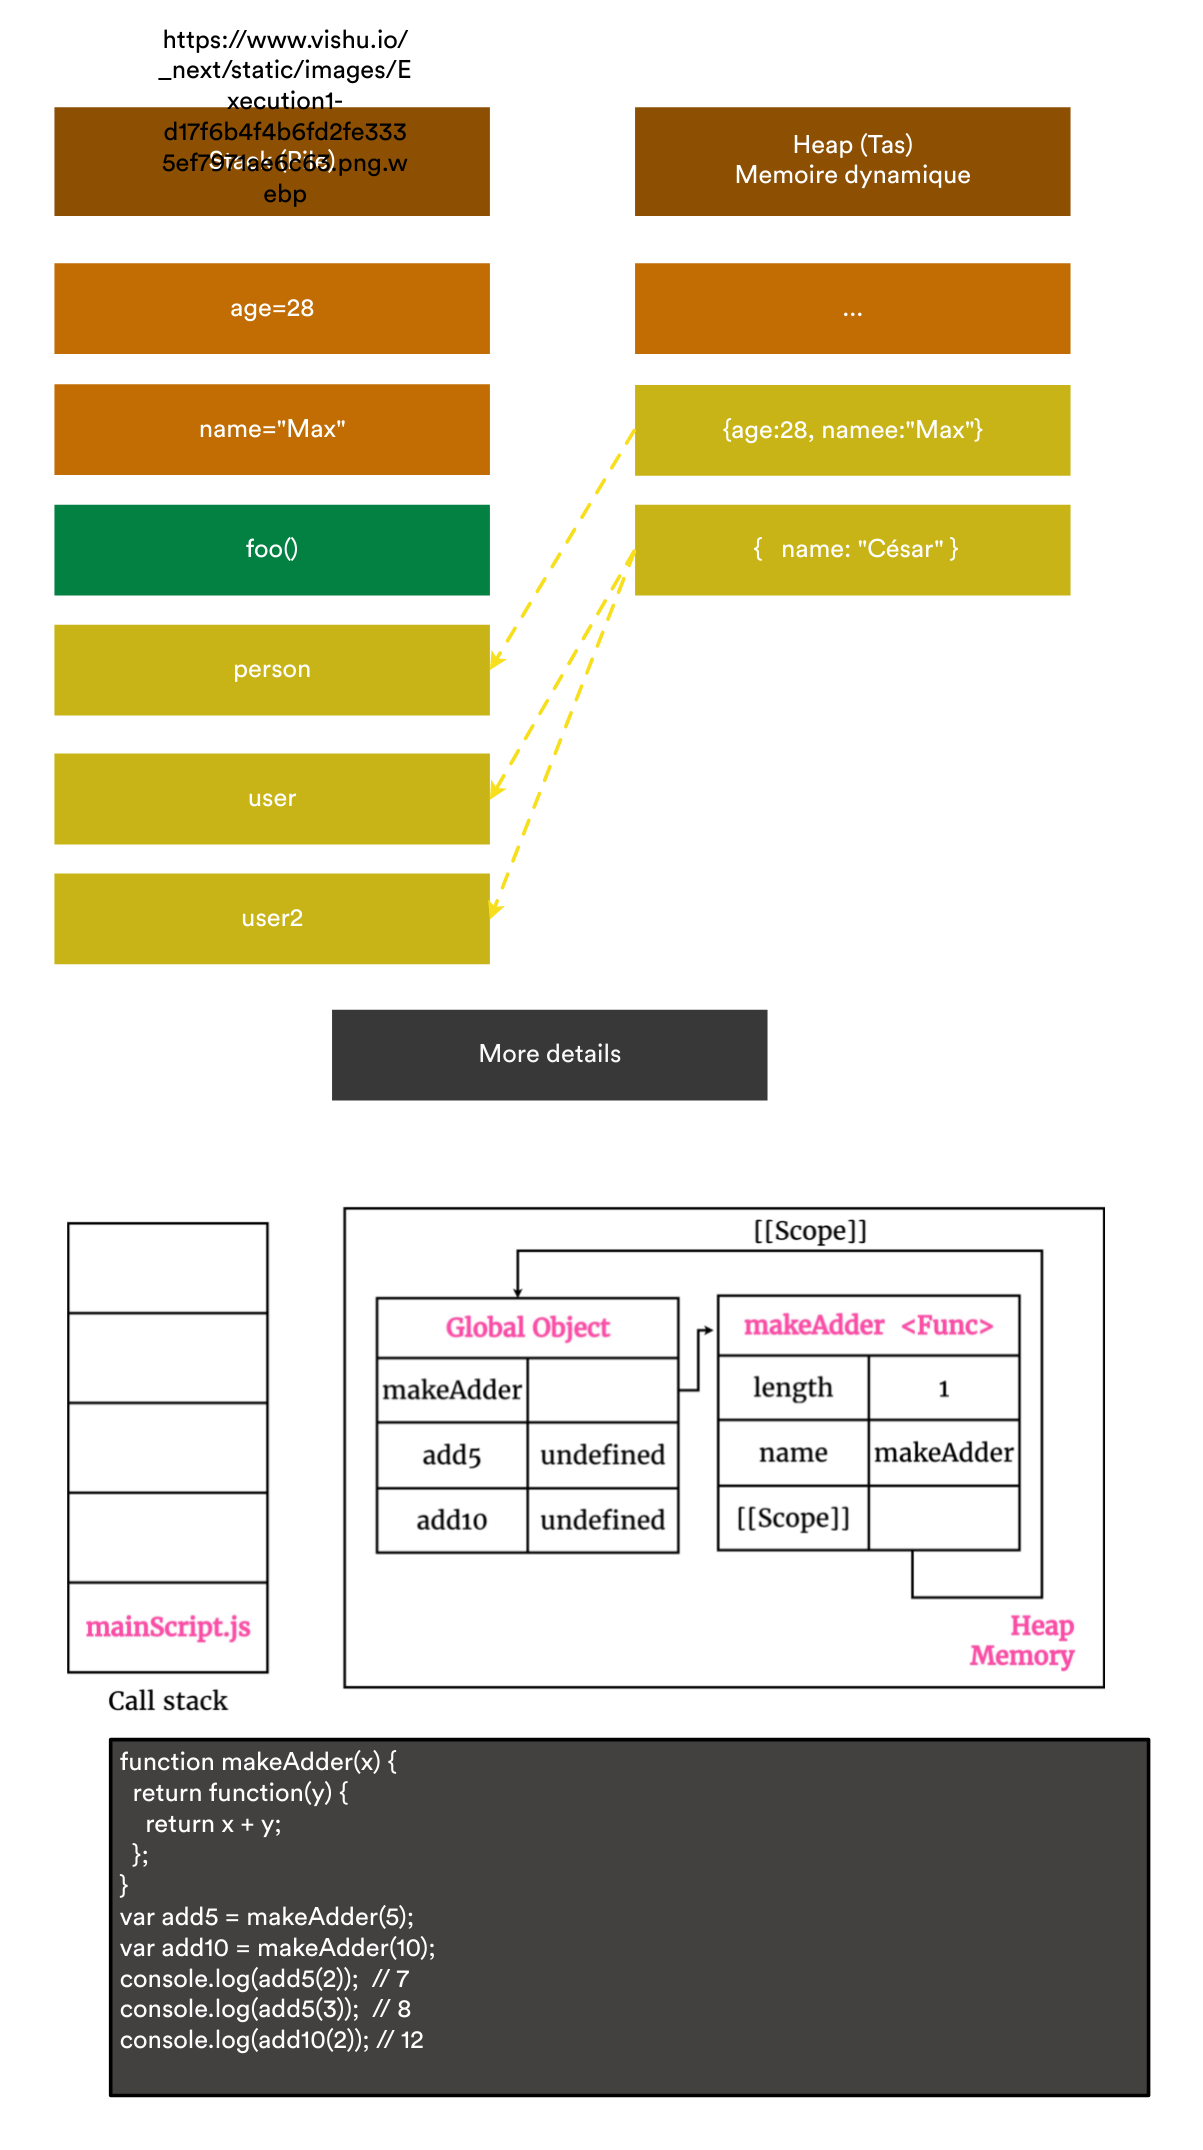 https://www.vishu.io/
_next/static/images/E
xecution1-
d17f6b4f4b6fd2fe333
5ef7971ae6c63.png.w
ebp
Stack (Pile)
Heap (Tas)
Memoire dynamique
age=28
...
name="Max"
{age:28, namee:"Max"}
foo()
{ name: "César" }
person
user
user2
More details
[[Scope]]
Global Object
makeAdder
add5 undefined
add10 undefined
makeAdder <Func>
length 1
name makeAdder
[[Scope]]
Heap
Memory
mainScript.js
Call stack
function makeAdder(x) {
return function(y) {
return x + y;
};
}
var add5 = makeAdder(5);
var add10 = makeAdder(10);
console.log(add5(2)); // 7
console.log(add5(3)); // 8
console.log(add10(2)); // 12